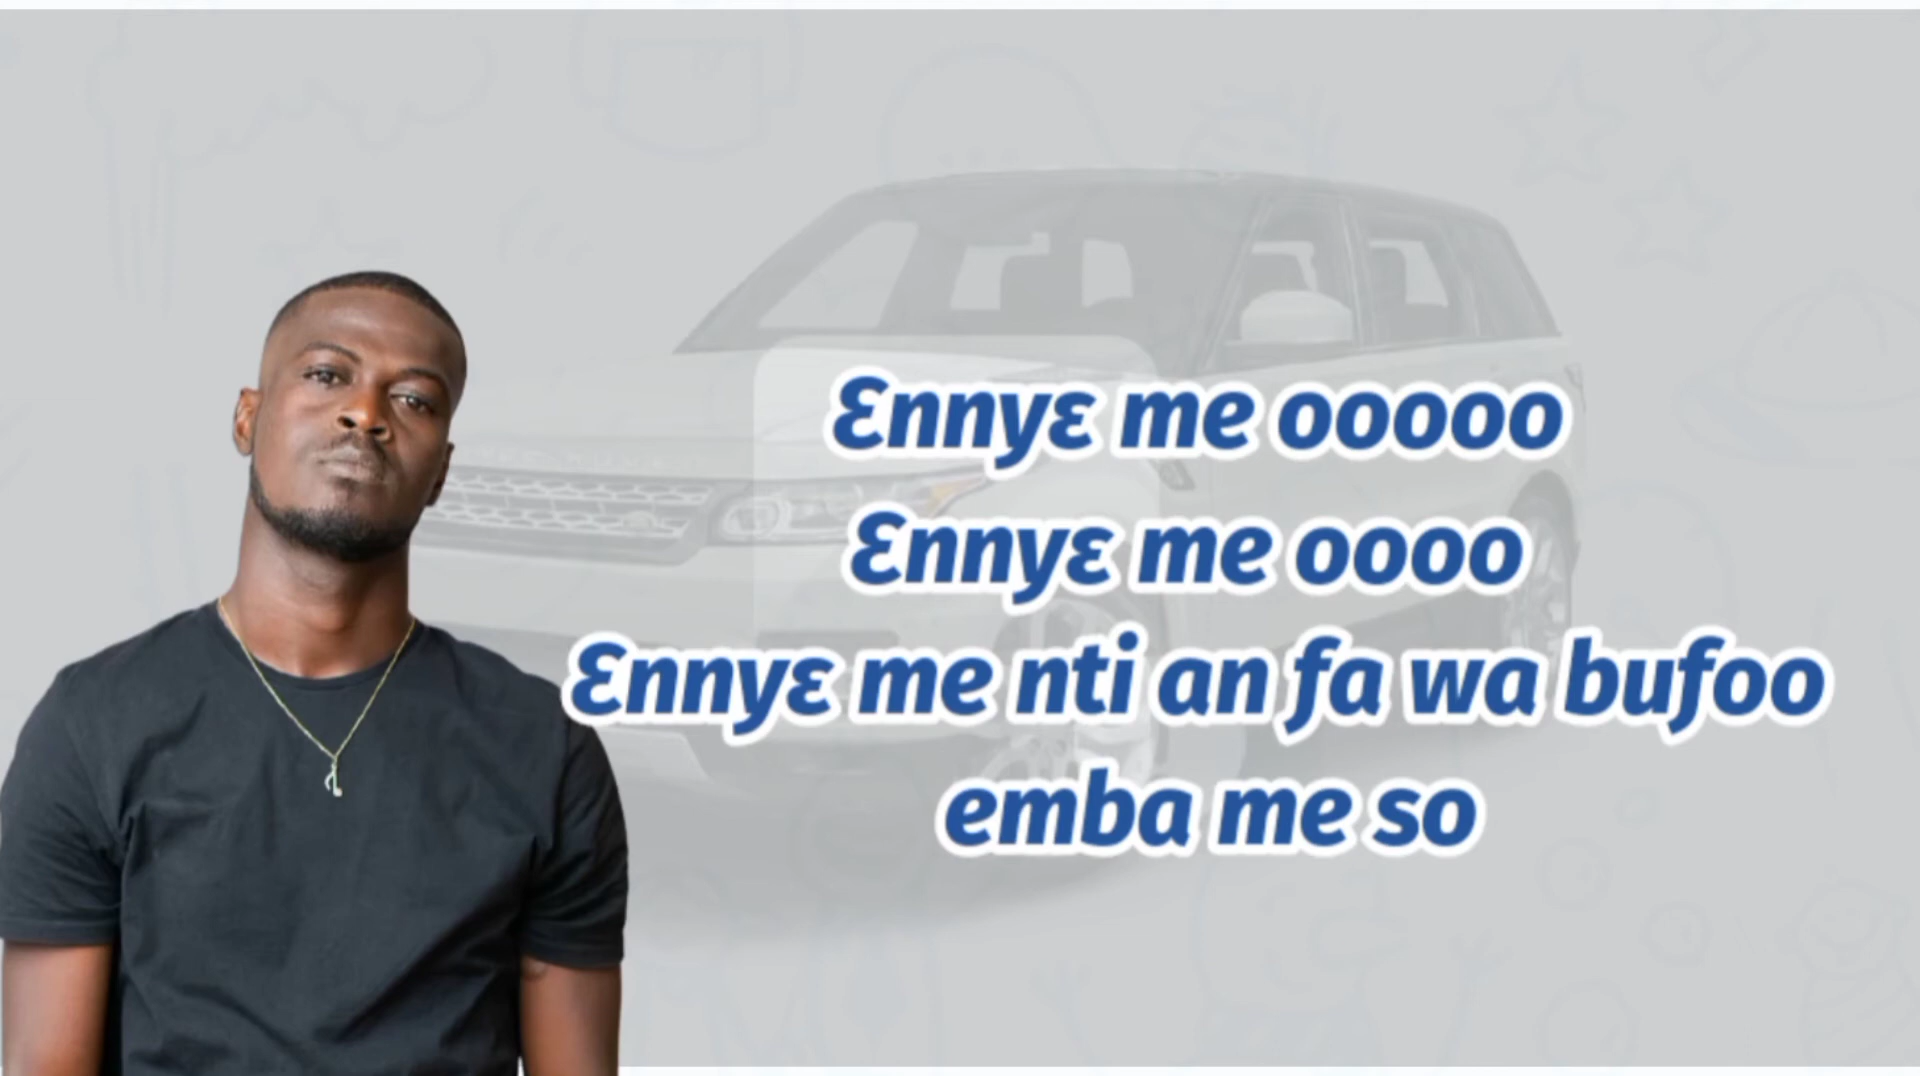 Ɛnnyɛ me ooooo
Ɛnnyɛ me oooo
Ɛnnyɛ me nti an fa wa bufoo
emba me so